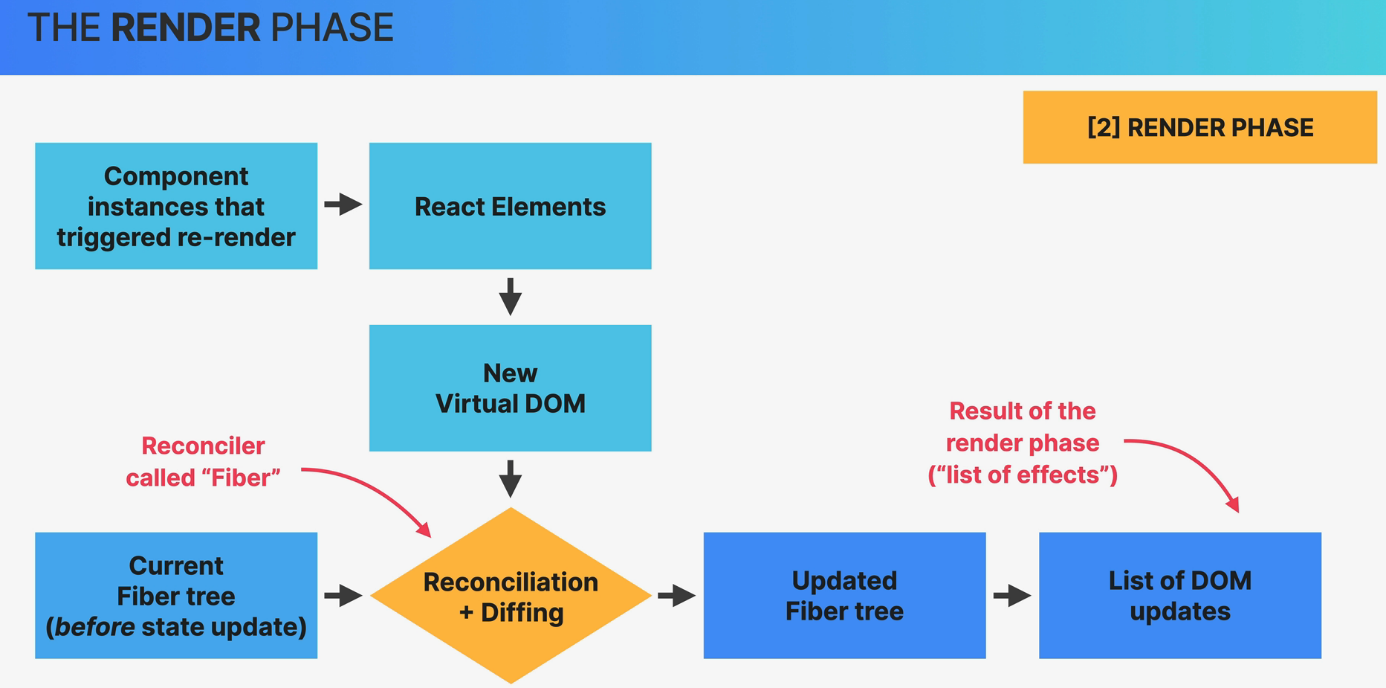 THE RENDER PHASE
[2] RENDER PHASE
Component
instances that
triggered re-render
React Elements
New
Virtual DOM
Reconciler
called “Fiber”
Result of the
render phase
(“list of effects”)
Current
Fiber tree
(before state update)
Reconciliation
+ Diffing
Updated
Fiber tree
List of DOM
updates